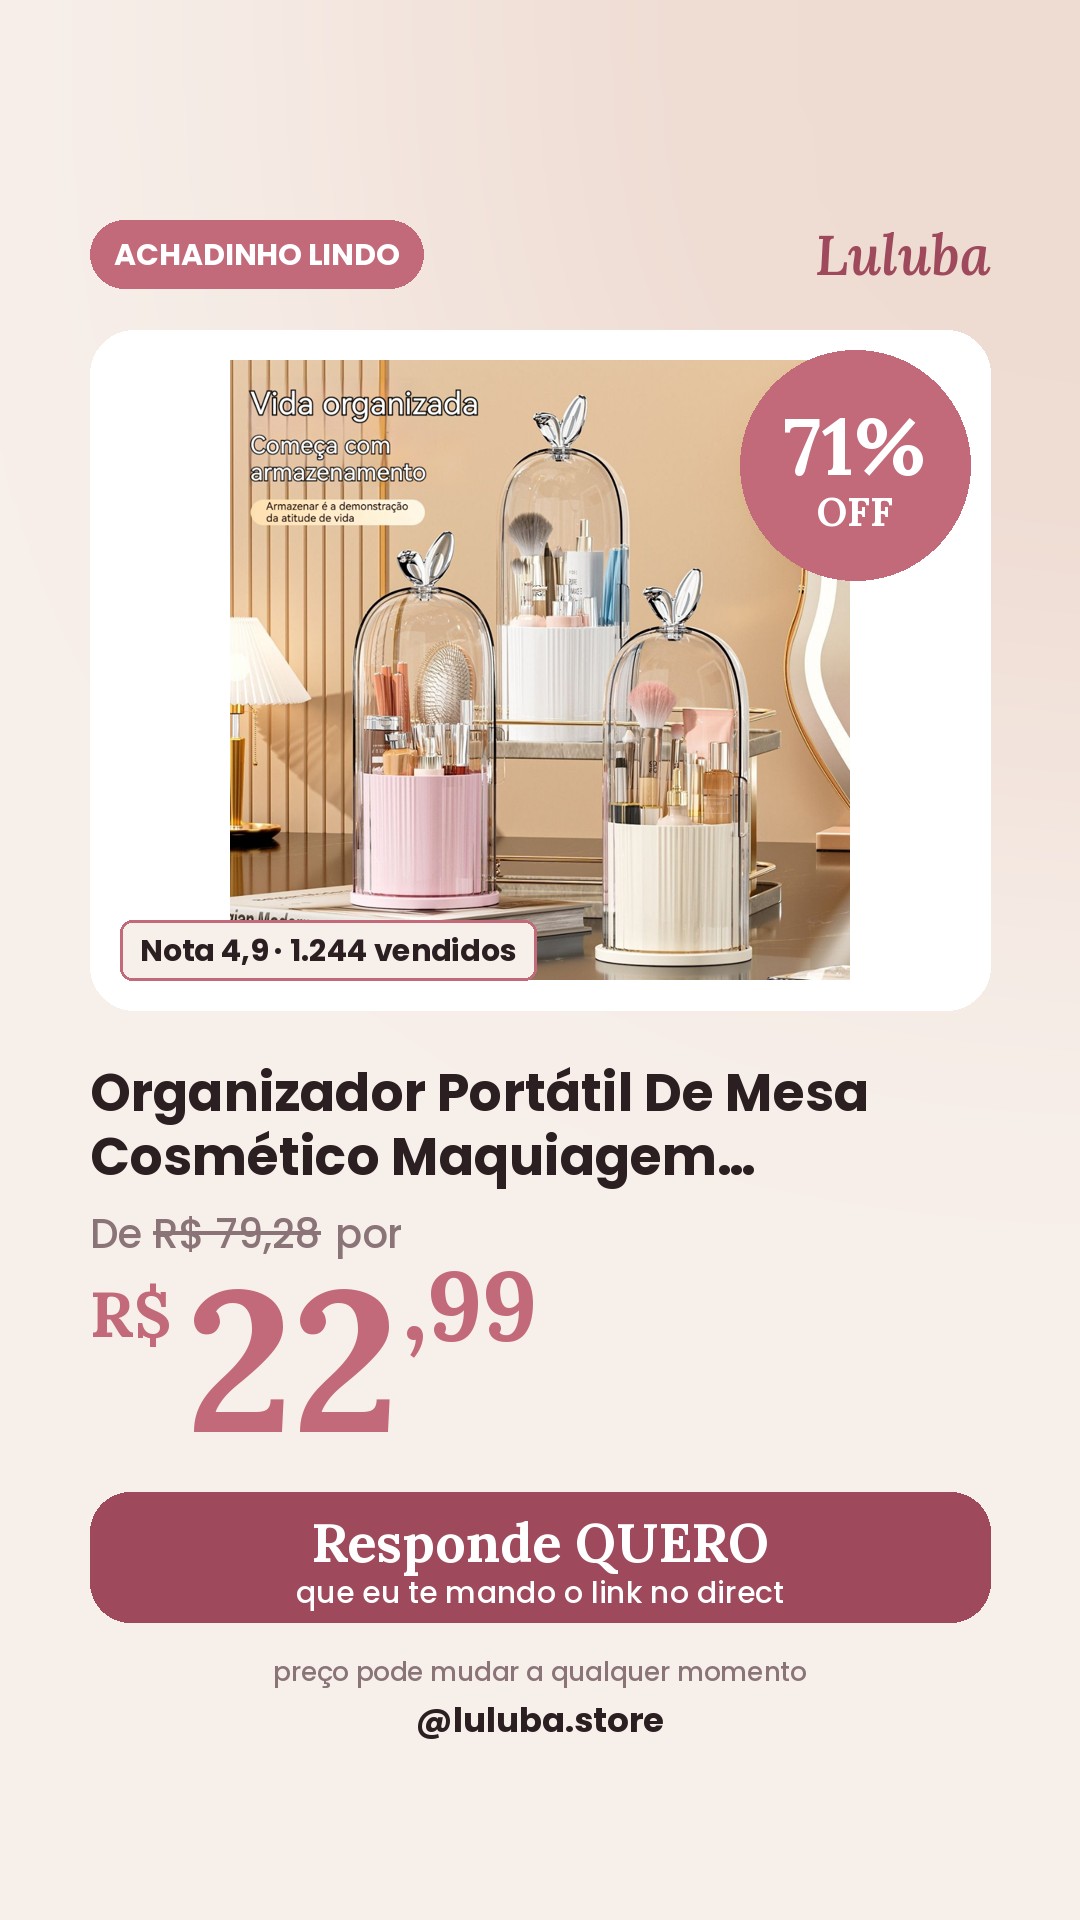 ACHADINHO LINDO
Luluba
Vida organizada
Começa com
armazenamento
Armazenar é a demonstração
da atitude de vida
71%
OFF
Nota 4,9 · 1.244 vendidos
Organizador Portátil De Mesa
Cosmético Maquiagem...
De R$ 79,28 por
R$ 22,99
Responde QUERO
que eu te mando o link no direct
preço pode mudar a qualquer momento
@luluba.store